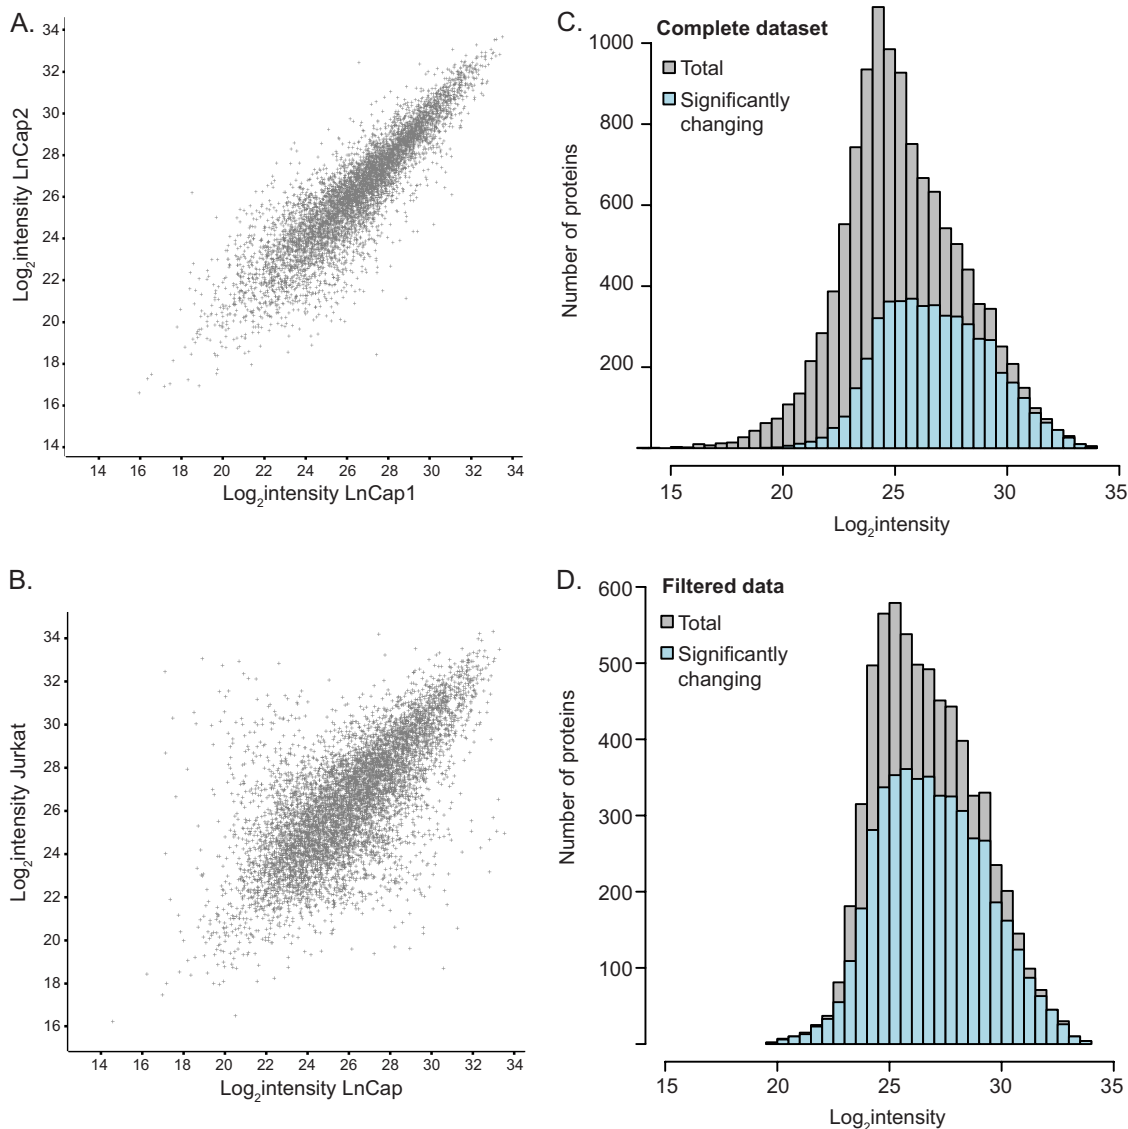 A.
34
32
30
28
26
24
22
20
18
16
14
Log2intensity LnCap2
14 16 18 20 22 24 26 28 30 32 34
Log2intensity LnCap1
C.
Complete dataset
Total
Significantly
changing
1000
800
600
400
200
Number of proteins
15 20 25 30 35
Log2intensity
B.
34
32
30
28
26
24
22
20
18
16
Log2intensity Jurkat
14 16 18 20 22 24 26 28 30 32 34
Log2intensity LnCap
D.
Filtered data
Total
Significantly
changing
600
500
400
300
200
100
Number of proteins
15 20 25 30 35
Log2intensity